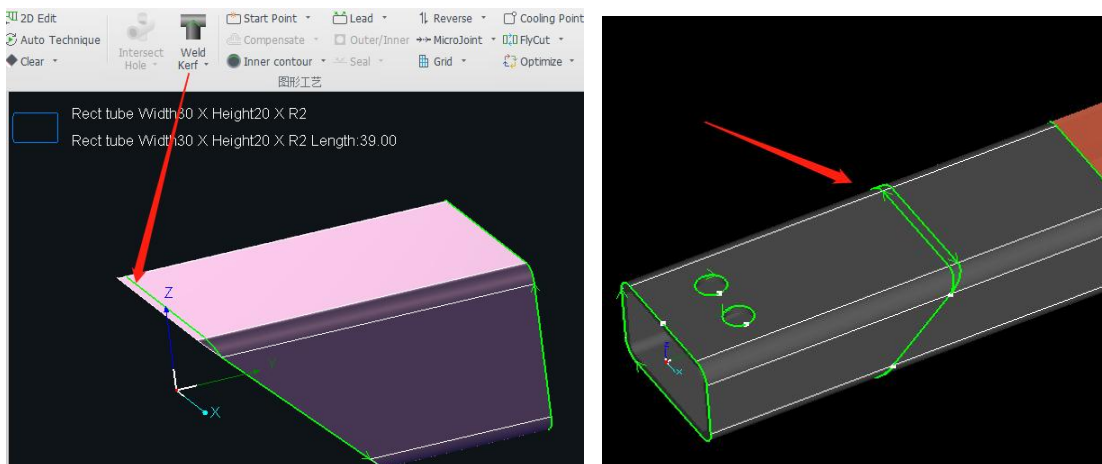 2D Edit
Start Point
Lead
Reverse
Cooling Point
Auto Technique
Intersect Hole
Weld Kerf
Compensate
Outer/Inner
MicroJoint
FlyCut
Clear
Inner contour
Seal
Grid
Optimize
图形工艺
Rect tube Width30 X Height20 X R2
Rect tube Width30 X Height20 X R2 Length:39.00
Z
Y
X
z
x